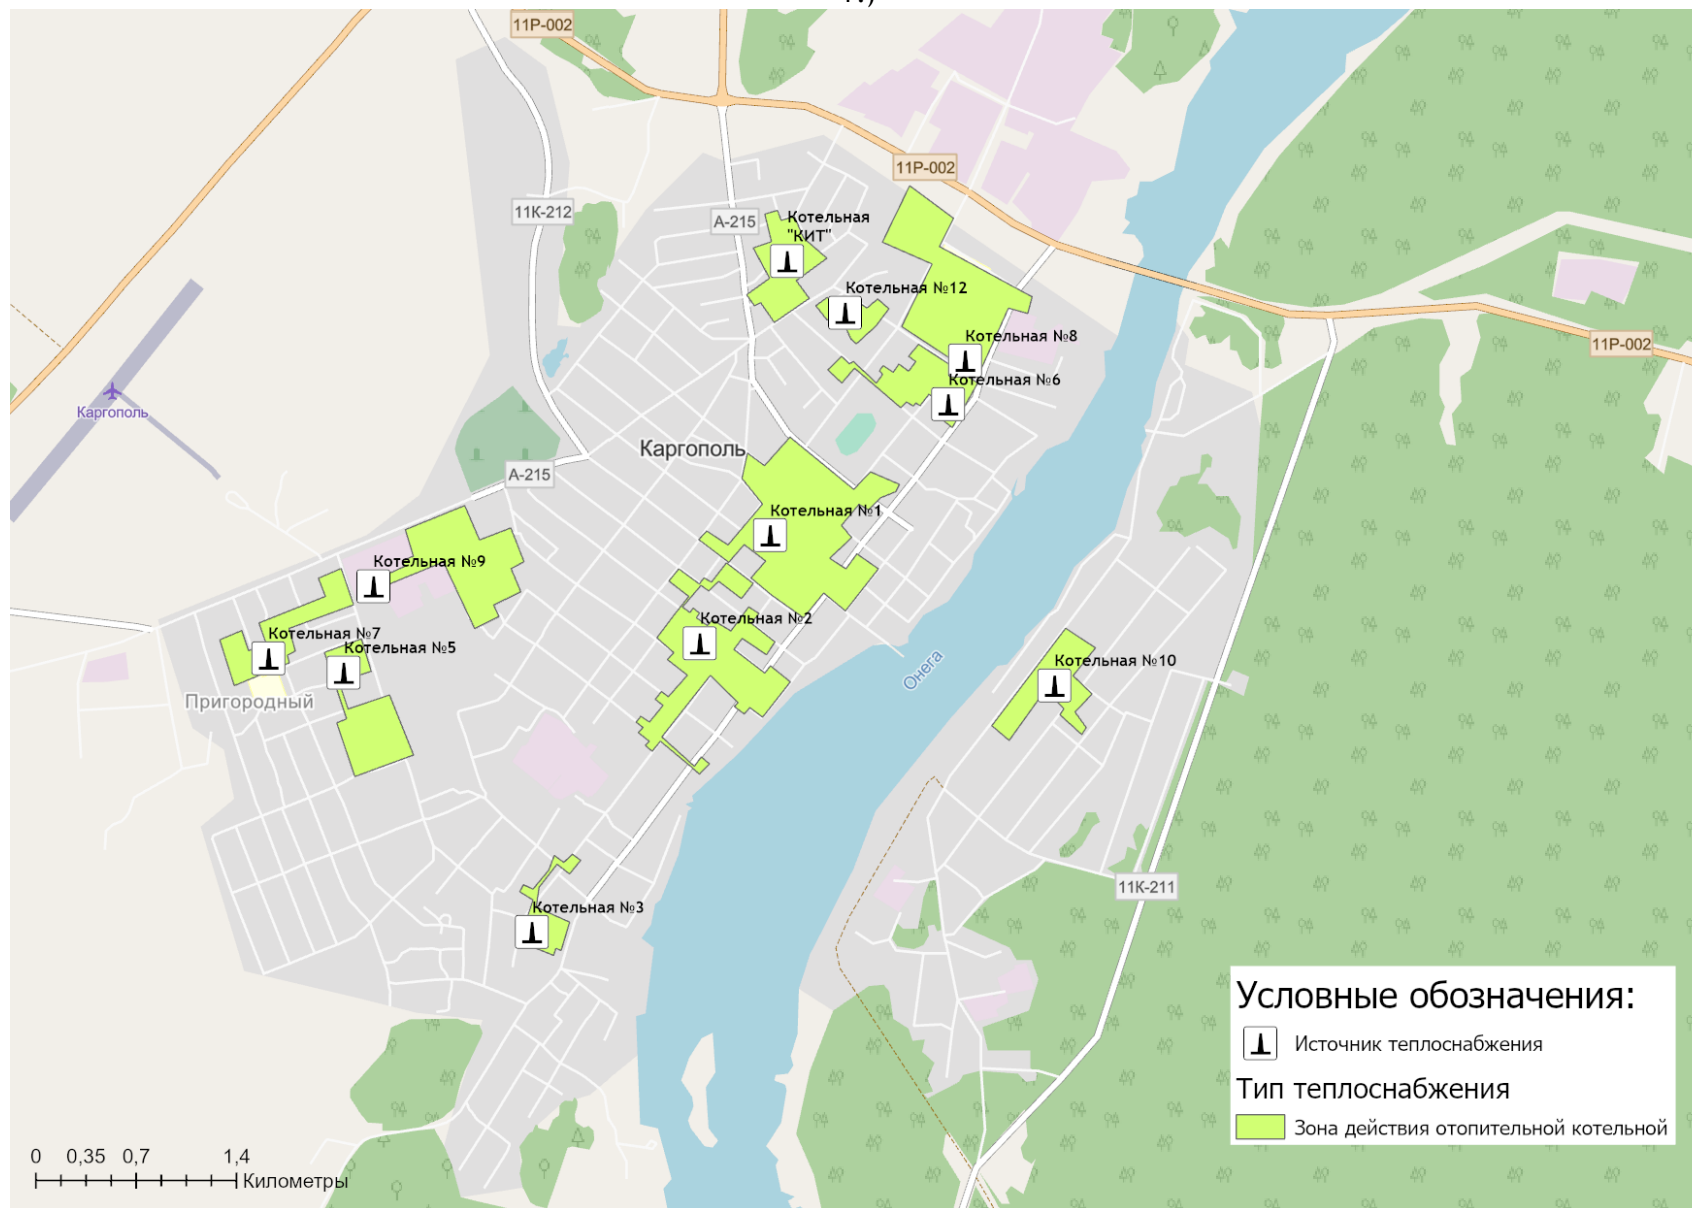 11Р-002
11Р-002
11К-212
А-215
Котельная
"КИТ"
Котельная №12
Котельная №8
11Р-002
Котельная №6
Каргополь
Каргополь
А-215
Котельная №1
Котельная №9
Котельная №2
Котельная №7
Котельная №5
Онега
Котельная №10
Пригородный
11К-211
Котельная №3
Условные обозначения:
Источник теплоснабжения
Тип теплоснабжения
Зона действия отопительной котельной
0 0,35 0,7 1,4
Километры